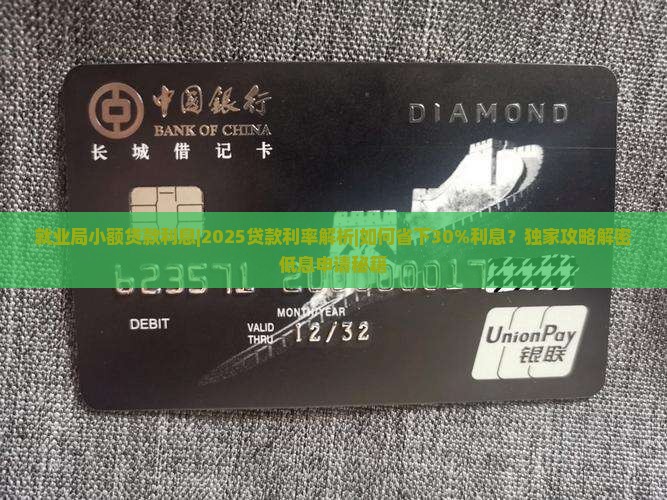 中国銀行
DIAMOND
BANK OF CHINA
长城借记卡
就业局小额贷款利息|2025贷款利率解析|如何省下30%利息？独家攻略解密
低息申请秘籍
DEBIT
MONTH/YEAR
VALID THRU 12/32
UnionPay
银联